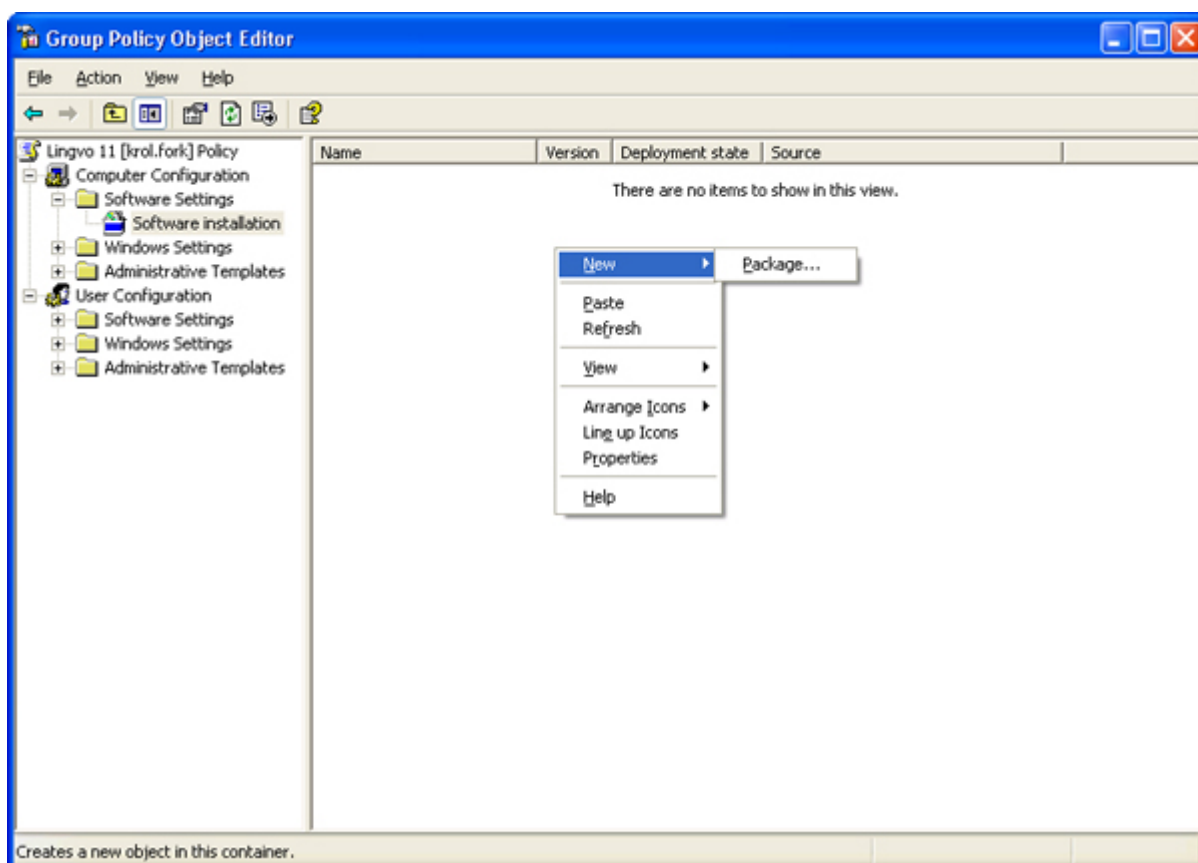 Group Policy Object Editor
File Action View Help
Lingvo 11 [krol.fork] Policy
Computer Configuration
Software Settings
Software installation
Windows Settings
Administrative Templates
User Configuration
Software Settings
Windows Settings
Administrative Templates
Name Version Deployment state Source
There are no items to show in this view.
New
Package...
Paste
Refresh
View
Arrange Icons
Line up Icons
Properties
Help
Creates a new object in this container.